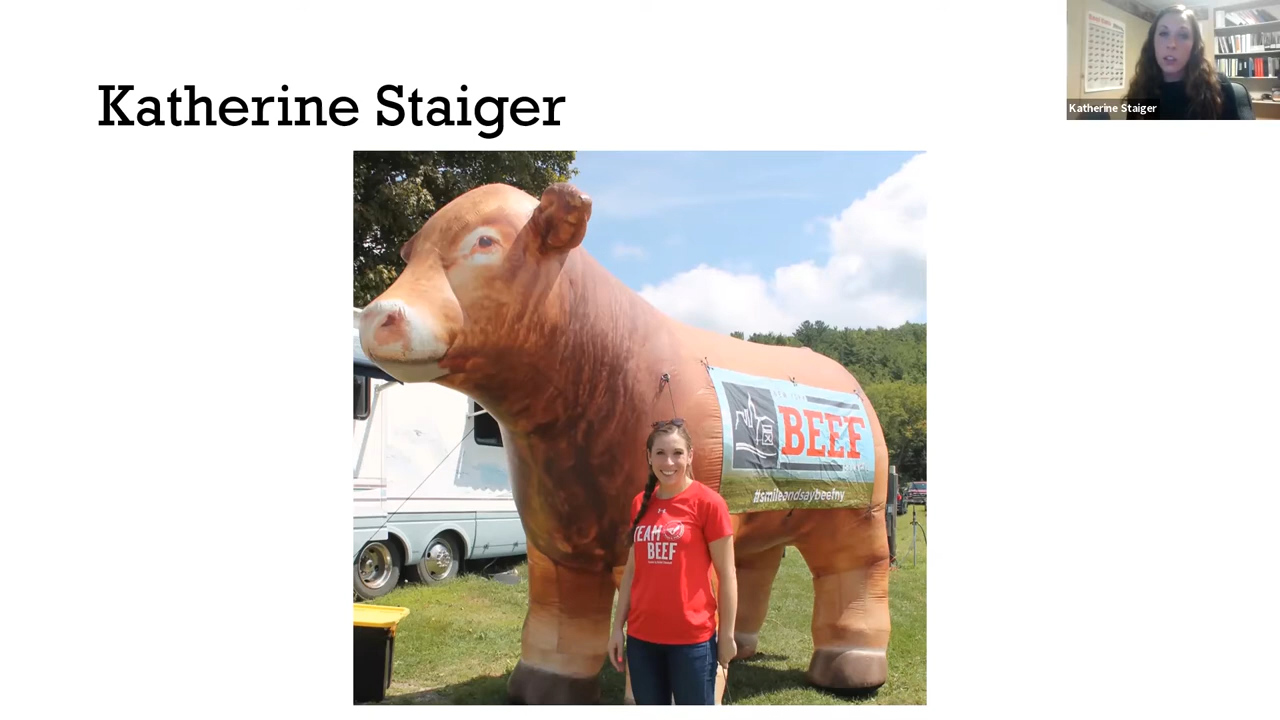 Katherine Staiger
Katherine Staiger
BEEF
#smileandsaybeefny
TEAM
BEEF